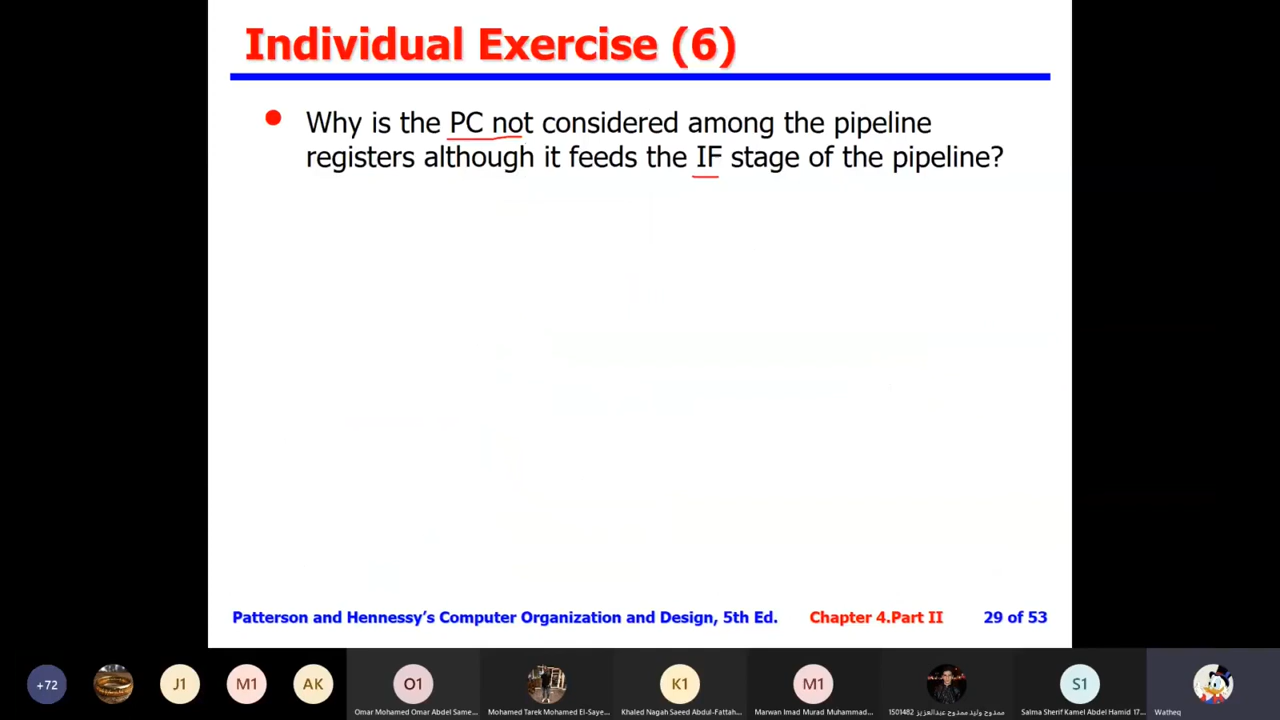 Individual Exercise (6)
Why is the PC not considered among the pipeline
registers although it feeds the IF stage of the pipeline?
Patterson and Hennessy's Computer Organization and Design, 5th Ed. Chapter 4.Part II 29 of 53
+72 J1 M1 AK O1 K1 M1 S1
Omar Mohamed Omar Abdel Same... Mohamed Tarek Mohamed El-Saye... Khaled Nagah Saeed Abdul-Fattah... Marwan Imad Murad Muhammad... 1501482 ممدوح وليد ممدوح عبدالعزيز Salma Sherif Kamel Abdel Hamid 17... Watheq